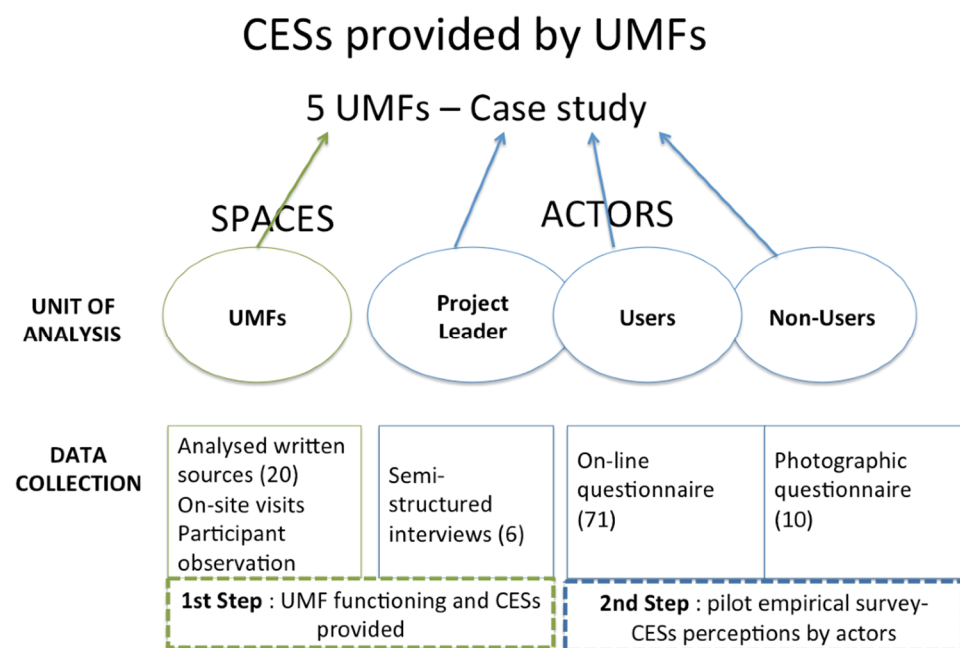 CESs provided by UMFs
5 UMFs – Case study
SPACES
ACTORS
UNIT OF
ANALYSIS
UMFs
Project
Leader
Users
Non-Users
DATA
COLLECTION
Analysed written
sources (20)
On-site visits
Participant
observation
Semi-
structured
interviews (6)
On-line
questionnaire
(71)
Photographic
questionnaire
(10)
1st Step : UMF functioning and CESs
provided
2nd Step : pilot empirical survey-
CESs perceptions by actors